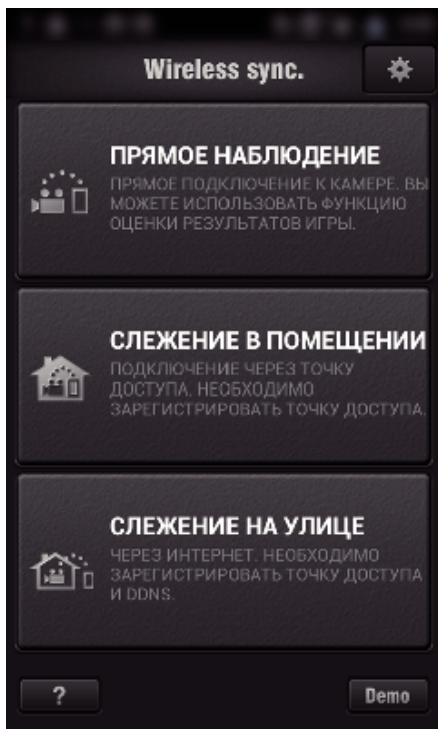 Wireless sync.
ПРЯМОЕ НАБЛЮДЕНИЕ
ПРЯМОЕ ПОДКЛЮЧЕНИЕ К КАМЕРЕ. ВЫ
МОЖЕТЕ ИСПОЛЬЗОВАТЬ ФУНКЦИЮ
ОЦЕНКИ РЕЗУЛЬТАТОВ ИГРЫ.
СЛЕЖЕНИЕ В ПОМЕЩЕНИИ
ПОДКЛЮЧЕНИЕ ЧЕРЕЗ ТОЧКУ
ДОСТУПА. НЕОБХОДИМО
ЗАРЕГИСТРИРОВАТЬ ТОЧКУ ДОСТУПА.
СЛЕЖЕНИЕ НА УЛИЦЕ
ЧЕРЕЗ ИНТЕРНЕТ. НЕОБХОДИМО
ЗАРЕГИСТРИРОВАТЬ ТОЧКУ ДОСТУПА
И DDNS.
? Demo